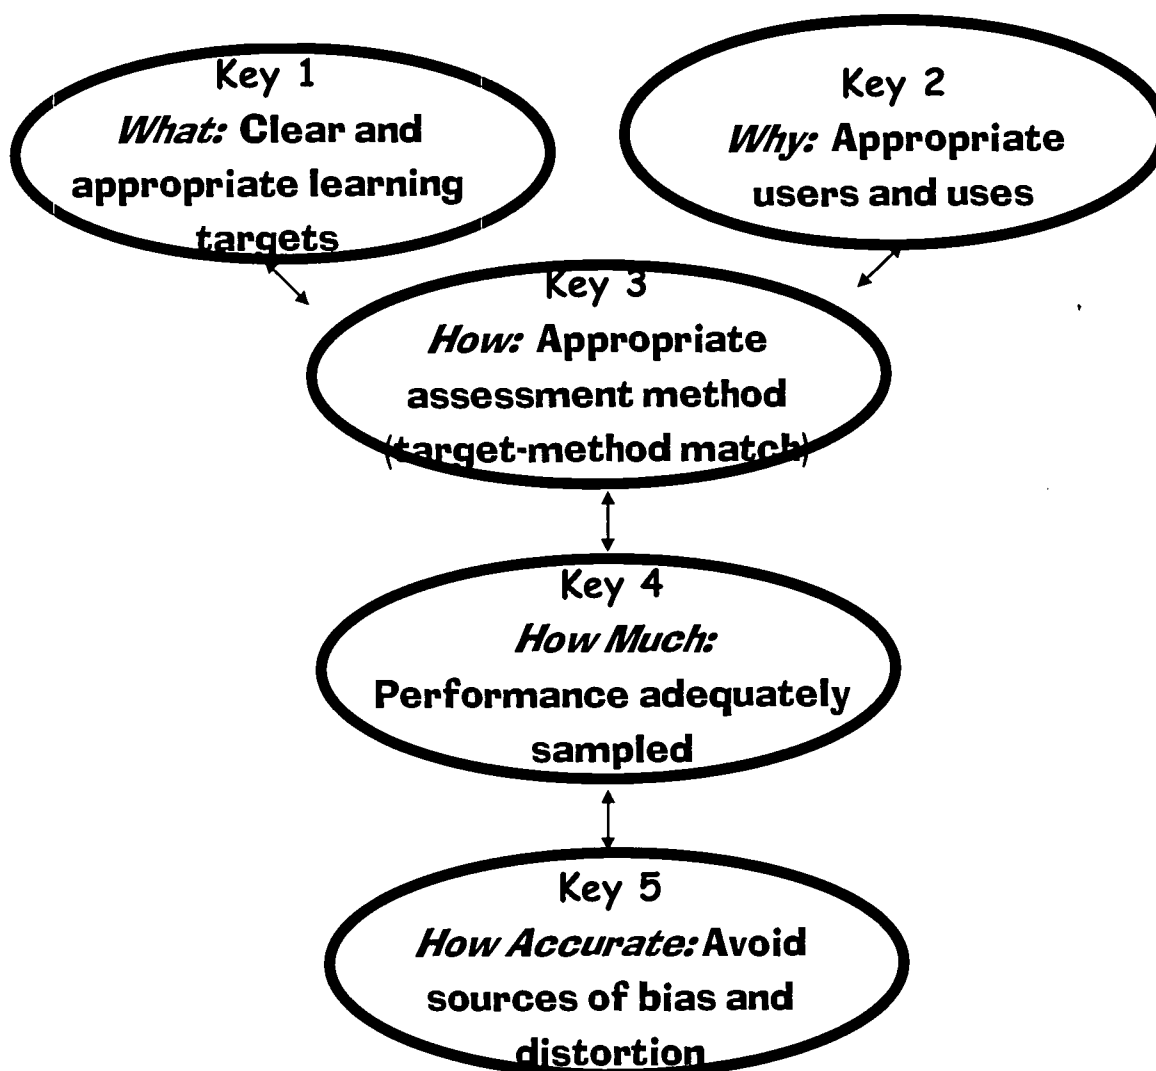 Key 1
What: Clear and
appropriate learning
targets
Key 2
Why: Appropriate
users and uses
Key 3
How: Appropriate
assessment method
(target-method match)
Key 4
How Much:
Performance adequately
sampled
Key 5
How Accurate: Avoid
sources of bias and
distortion